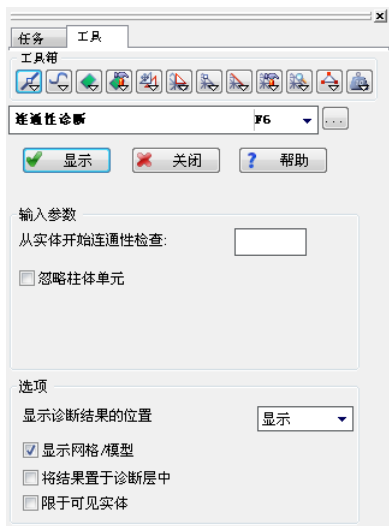 任务 工具
工具箱
连通性诊断 F6 ...
显示 关闭 ? 帮助
输入参数
从实体开始连通性检查:
忽略柱体单元
选项
显示诊断结果的位置 显示
显示网格/模型
将结果置于诊断层中
限于可见实体